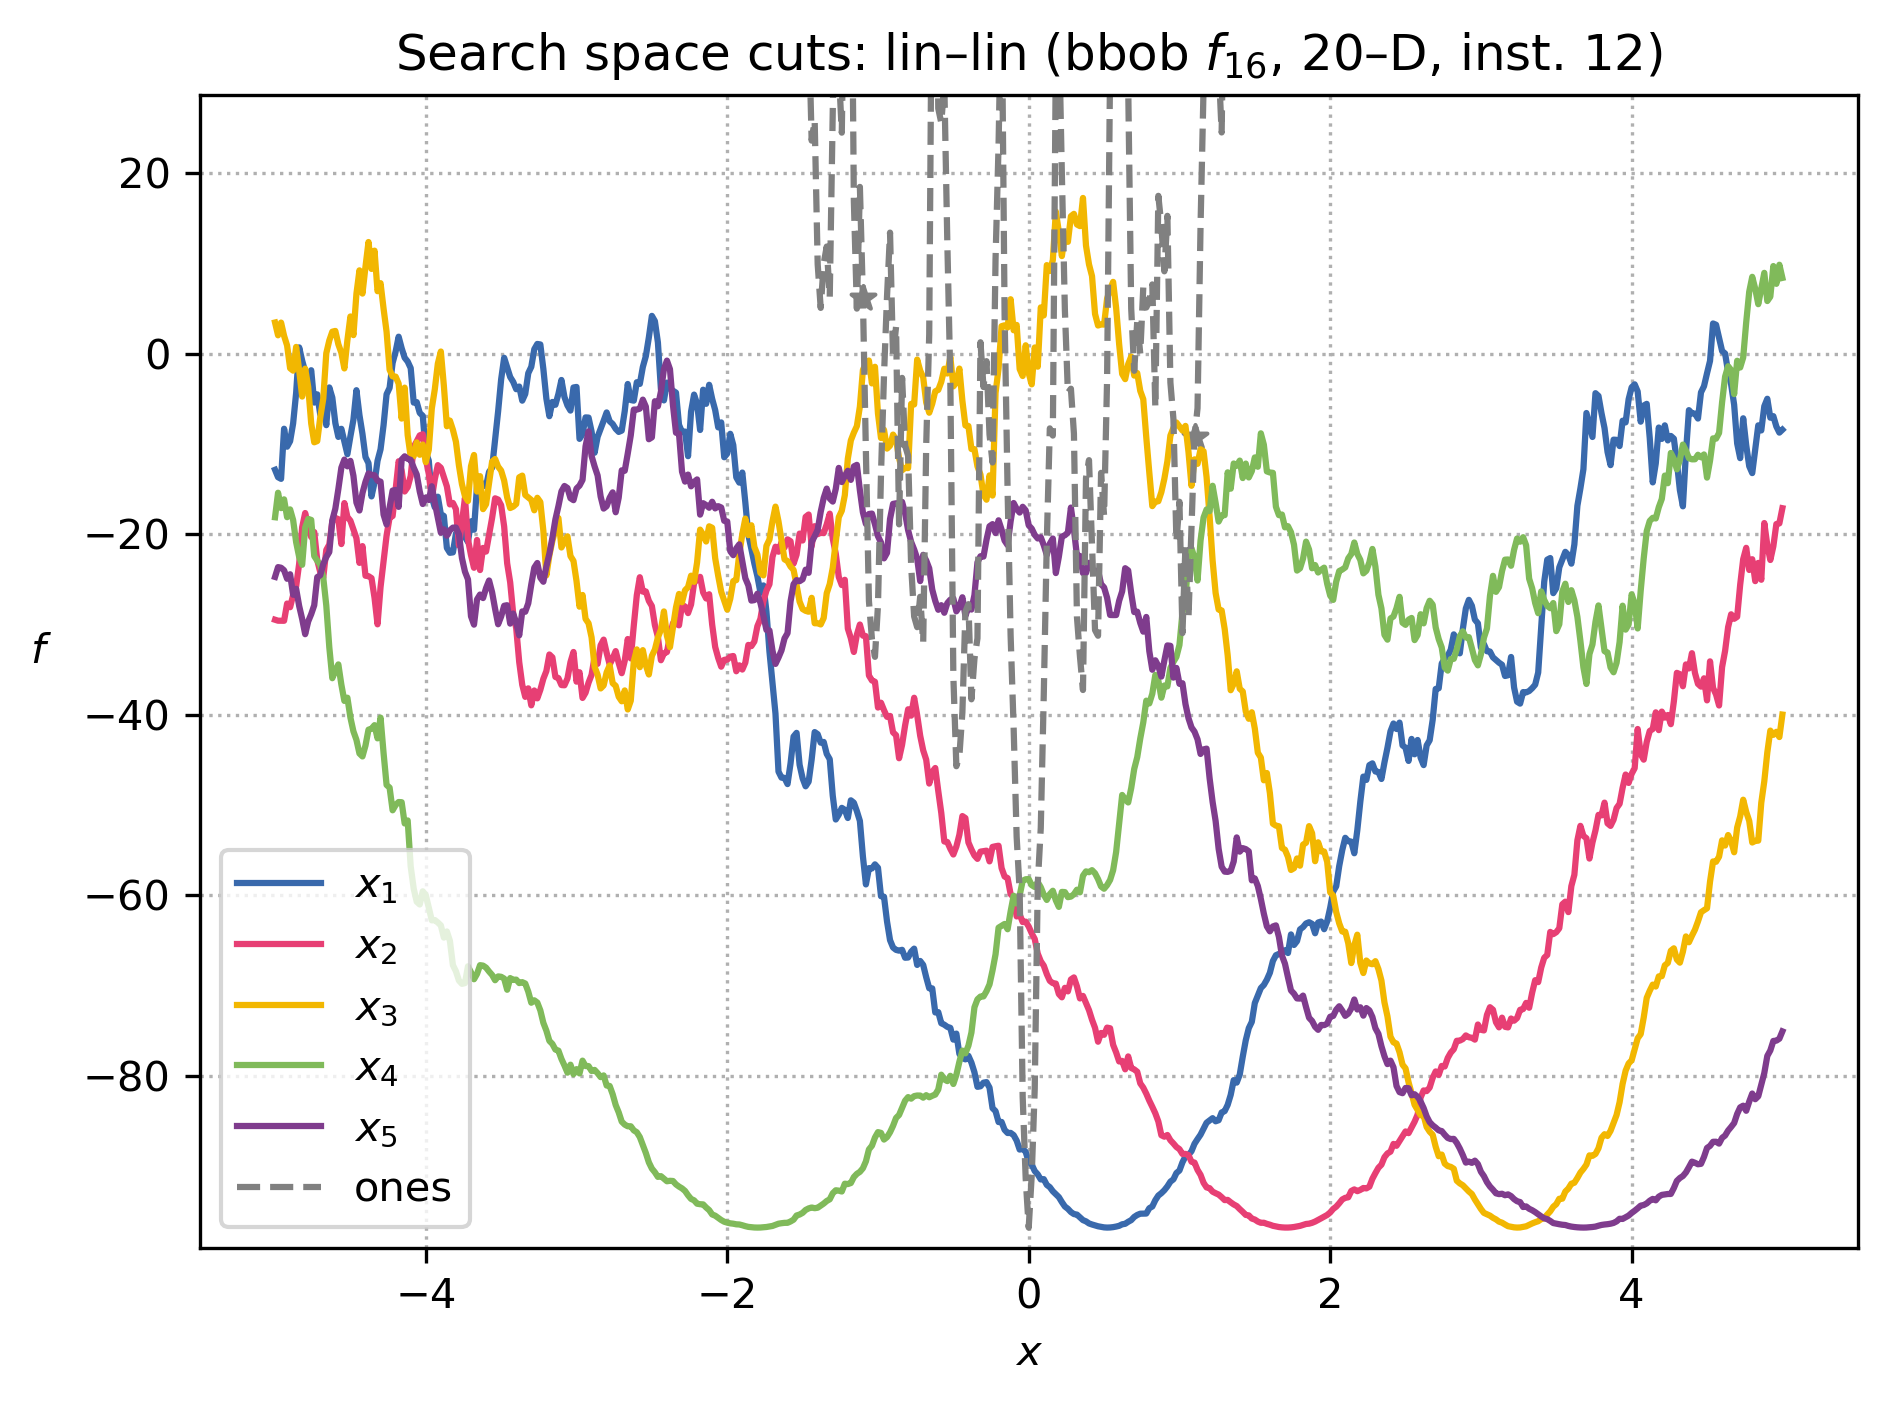 Search space cuts: lin–lin (bbob f₁₆, 20–D, inst. 12)
20
0
−20
−40
−60
−80
f
x₁
x₂
x₃
x₄
x₅
ones
−4 −2 0 2 4
x